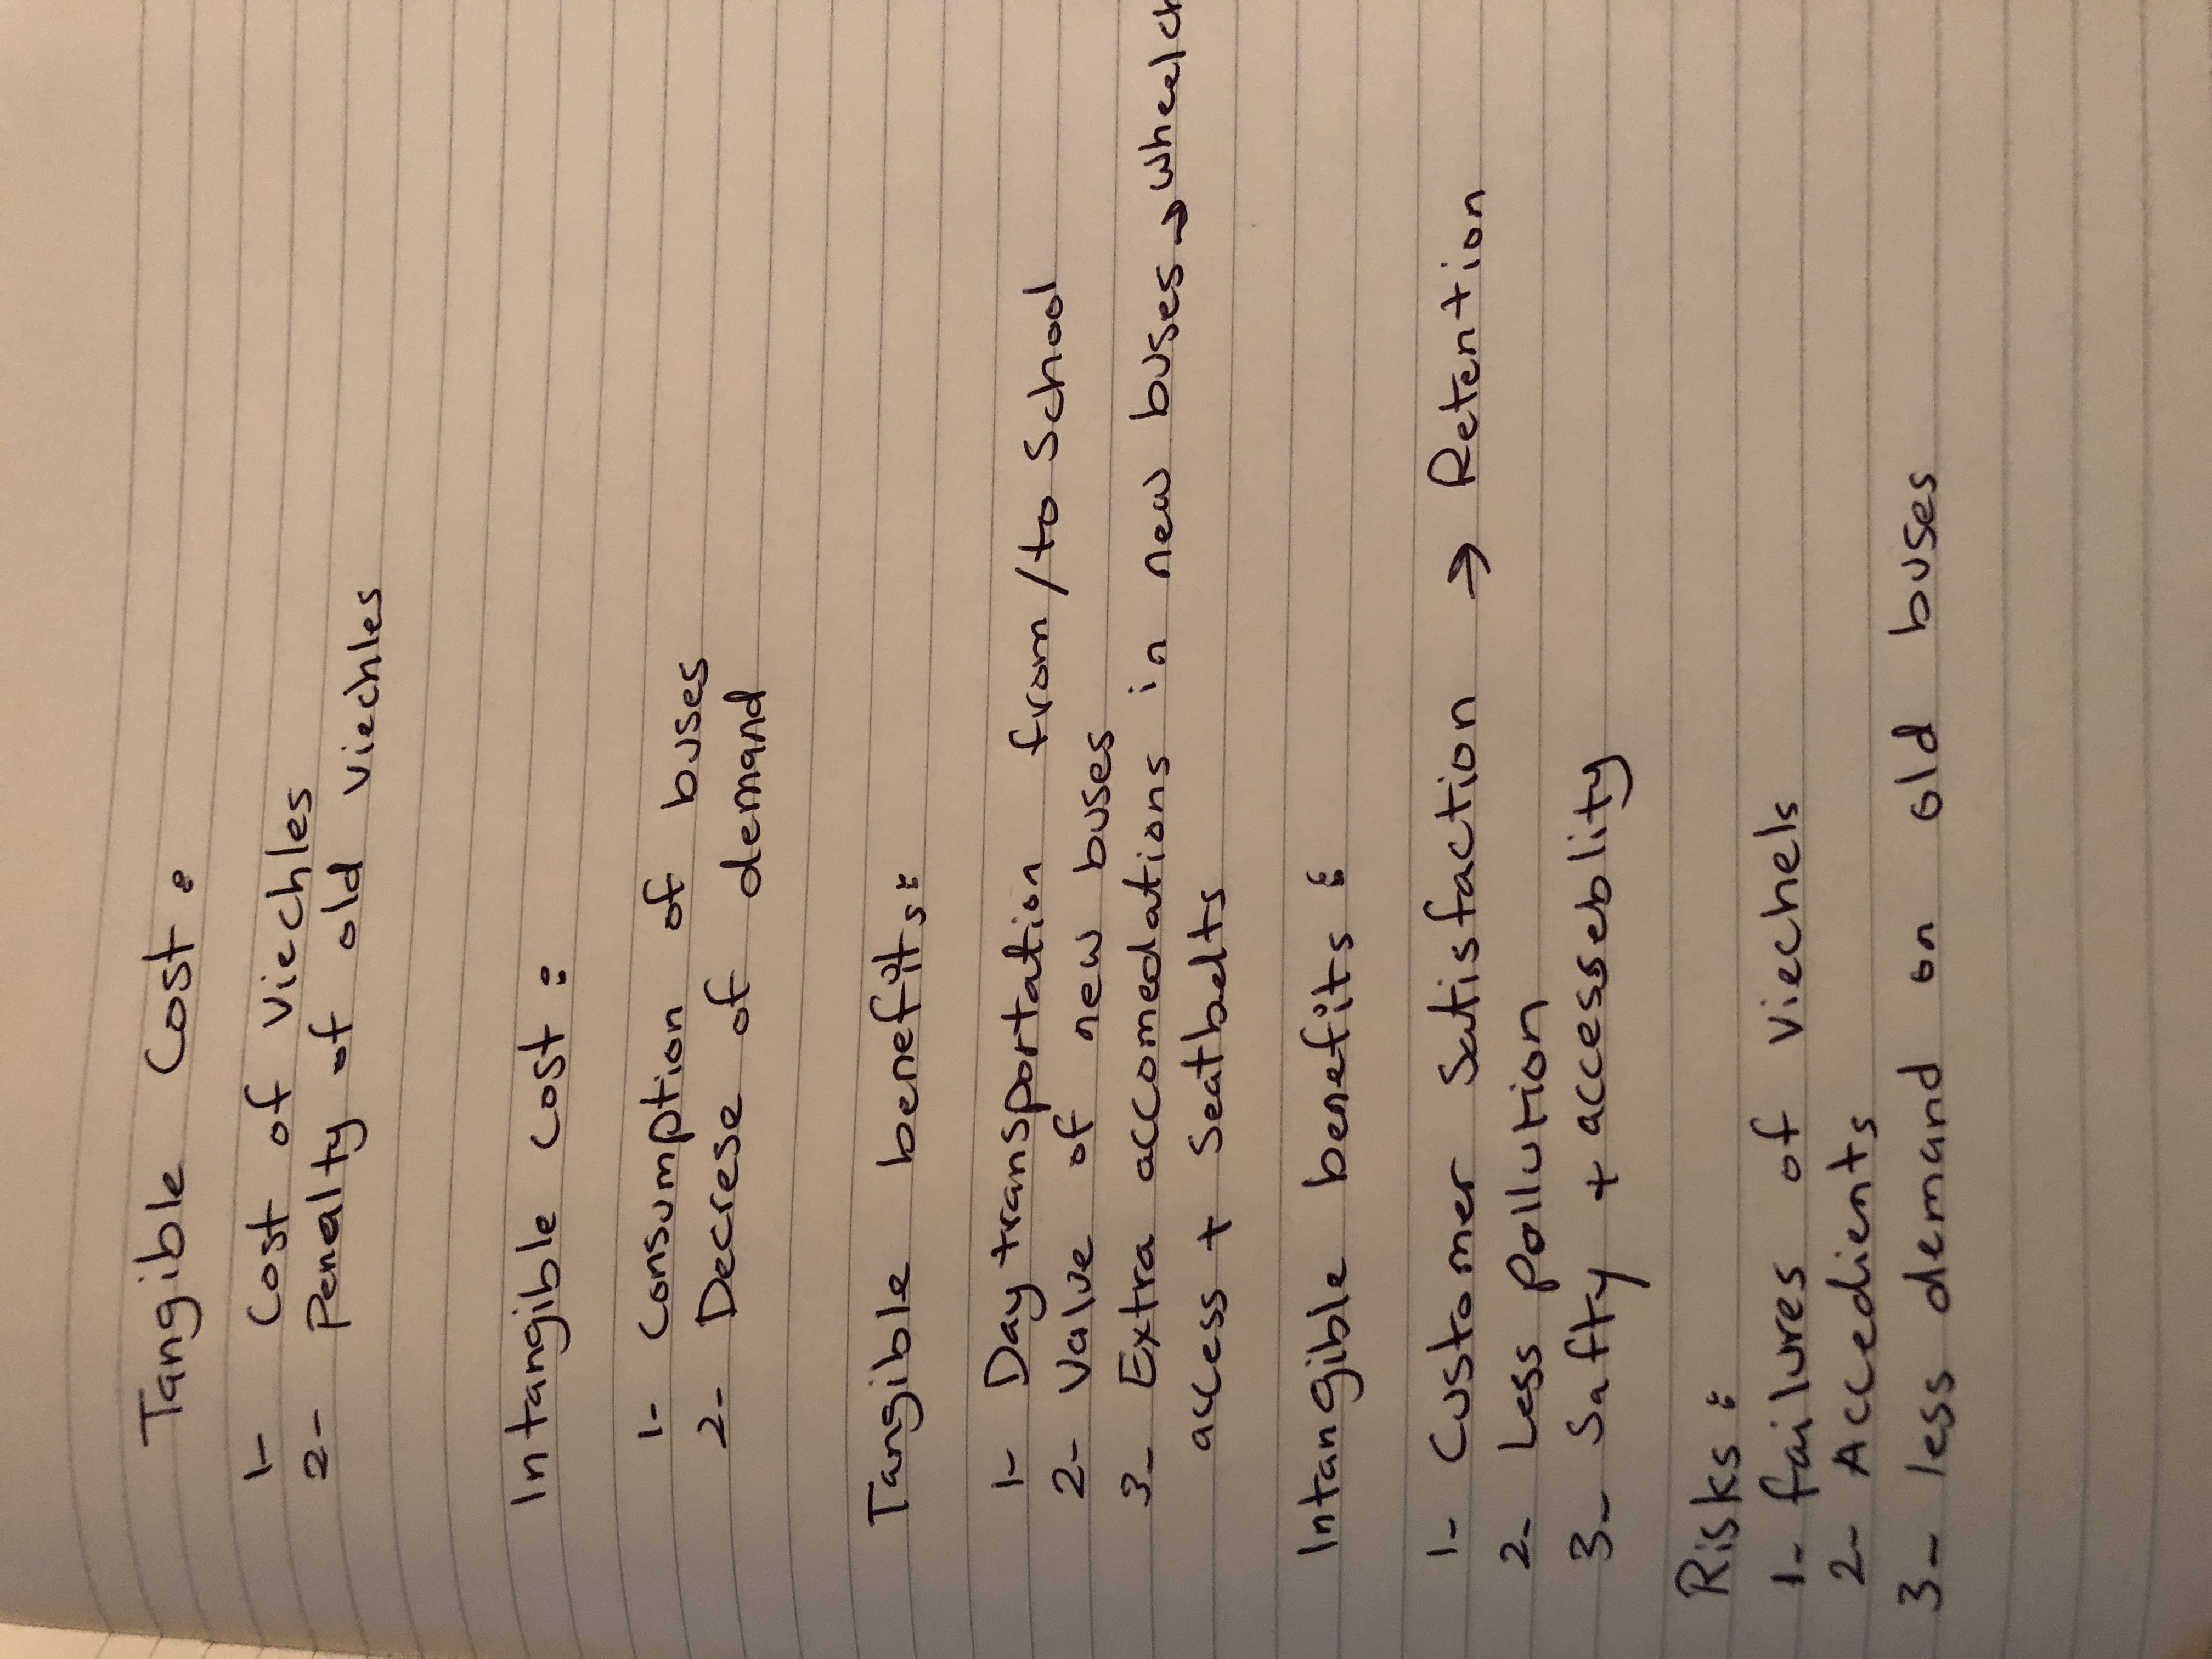 Tangible Cost:
1- Cost of Viechles
2- Penalty of old viechles
Intangible Cost:
1- Consumption of buses
2- Decrese of demand
Tangible benefits:
1- Day transportation from/to School
2- Value of new buses
3- Extra accomedations in new buses → wheelch
access + Seatbelts
Intangible benefits:
1- Customer Satisfaction → Retention
2- Less pollution
3- Safty + accesseblity
Risks:
1- failures of Viechels
2- Accedients
3- less demand on old buses